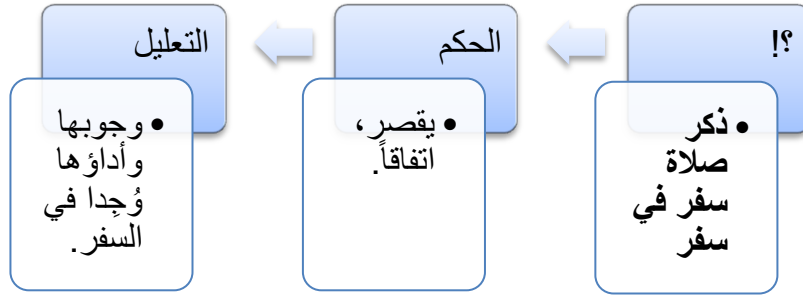 ؟!
• ذكر
صلاة
سفر في
سفر
الحكم
• يقصر،
اتفاقاً.
التعليل
• وجوبها
وأداؤها
وُجِدا في
السفر.